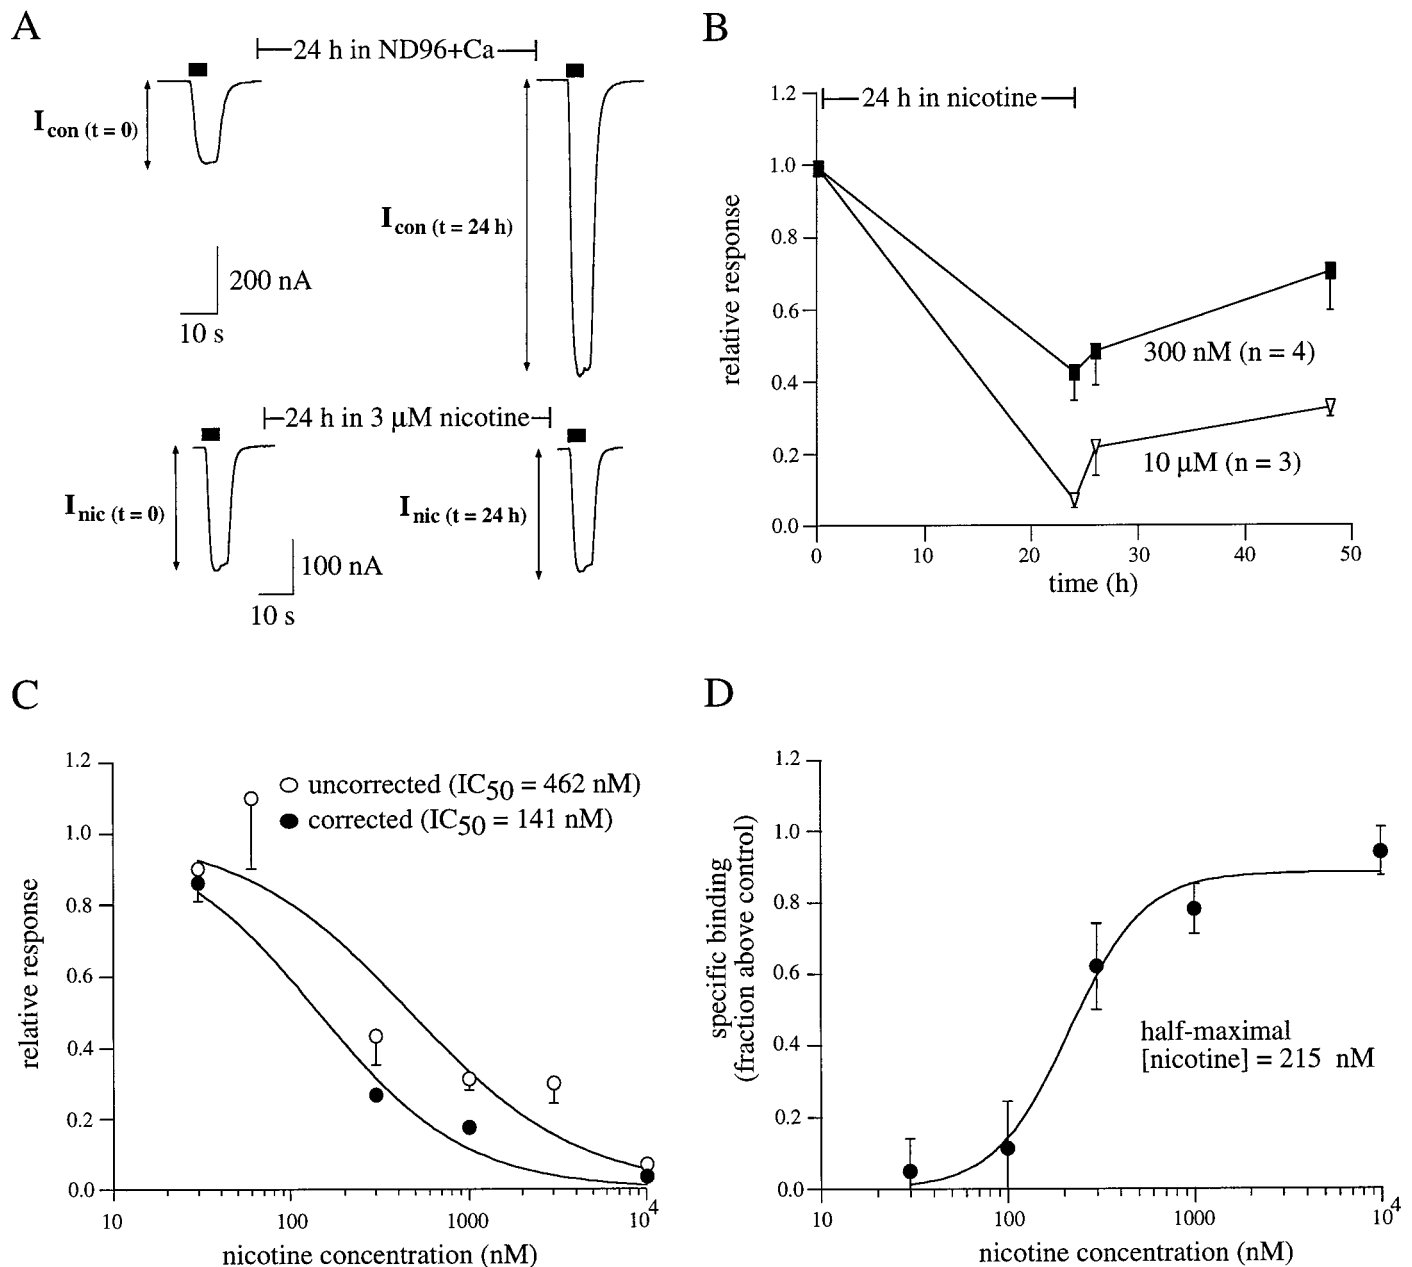 A
24 h in ND96+Ca
I con (t = 0)
I con (t = 24 h)
200 nA
10 s
24 h in 3 µM nicotine
I nic (t = 0)
I nic (t = 24 h)
100 nA
10 s
B
24 h in nicotine
1.2
1.0
0.8
0.6
0.4
0.2
0.0
relative response
300 nM (n = 4)
10 µM (n = 3)
0
10
20
30
40
50
time (h)
C
1.2
1.0
0.8
0.6
0.4
0.2
0.0
relative response
uncorrected (IC50 = 462 nM)
corrected (IC50 = 141 nM)
10
100
1000
10^4
nicotine concentration (nM)
D
1.2
1.0
0.8
0.6
0.4
0.2
0.0
specific binding
(fraction above control)
half-maximal
[nicotine] = 215 nM
10
100
1000
10^4
nicotine concentration (nM)